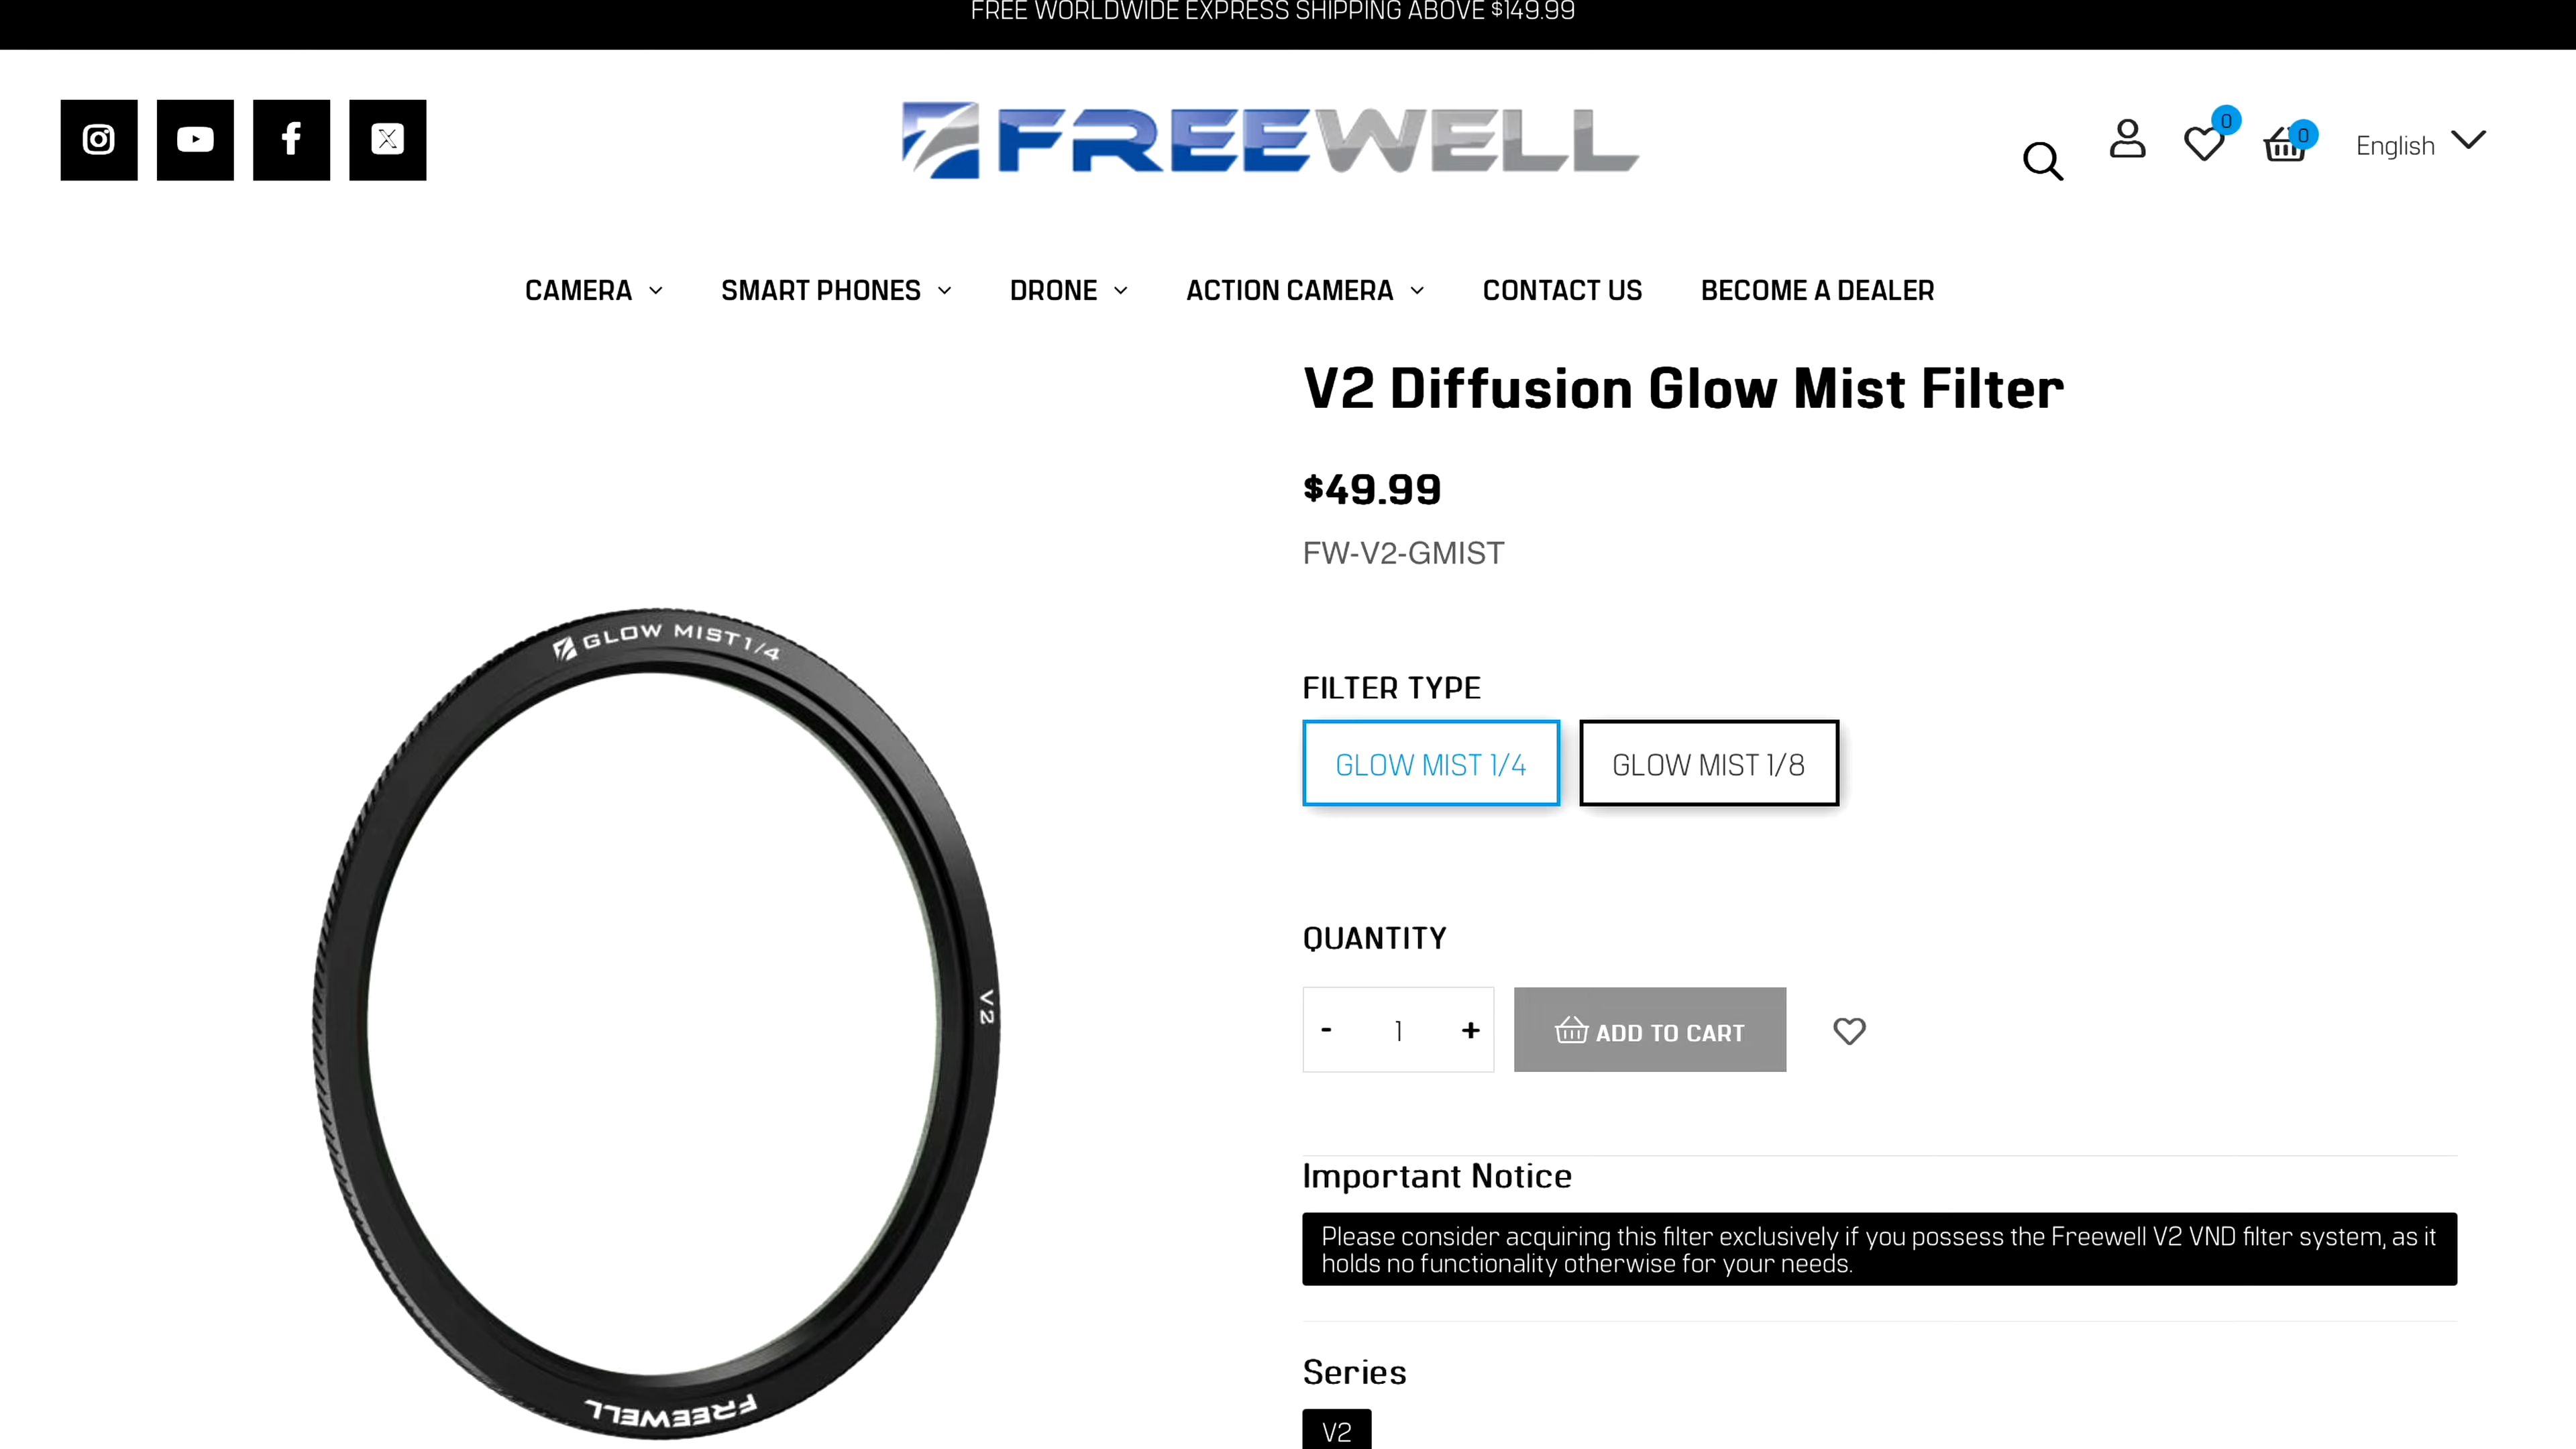 FREE WORLDWIDE EXPRESS SHIPPING ABOVE $149.99
FREEWELL
0
0
English
CAMERA
SMART PHONES
DRONE
ACTION CAMERA
CONTACT US
BECOME A DEALER
V2 Diffusion Glow Mist Filter
$49.99
FW-V2-GMIST
GLOW MIST 1/4
V2
FREEWELL
FILTER TYPE
GLOW MIST 1/4
GLOW MIST 1/8
QUANTITY
- 1 +
ADD TO CART
Important Notice
Please consider acquiring this filter exclusively if you possess the Freewell V2 VND filter system, as it
holds no functionality otherwise for your needs.
Series
V2